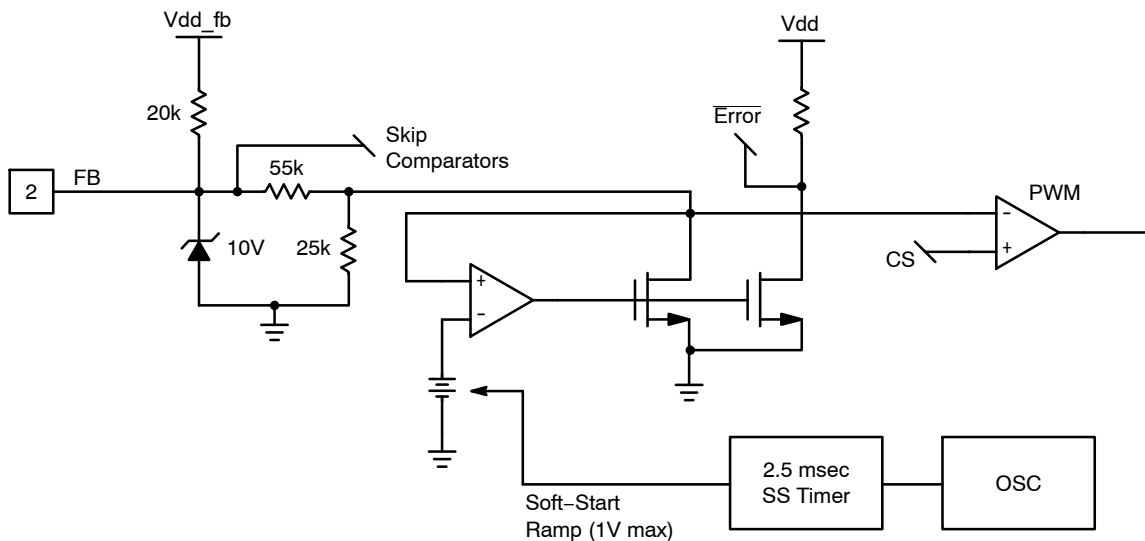 Vdd_fb
Vdd
20k
Error
Skip
Comparators
2
FB
55k
PWM
10V
25k
−
+
CS
+
−
2.5 msec
SS Timer
OSC
Soft−Start
Ramp (1V max)